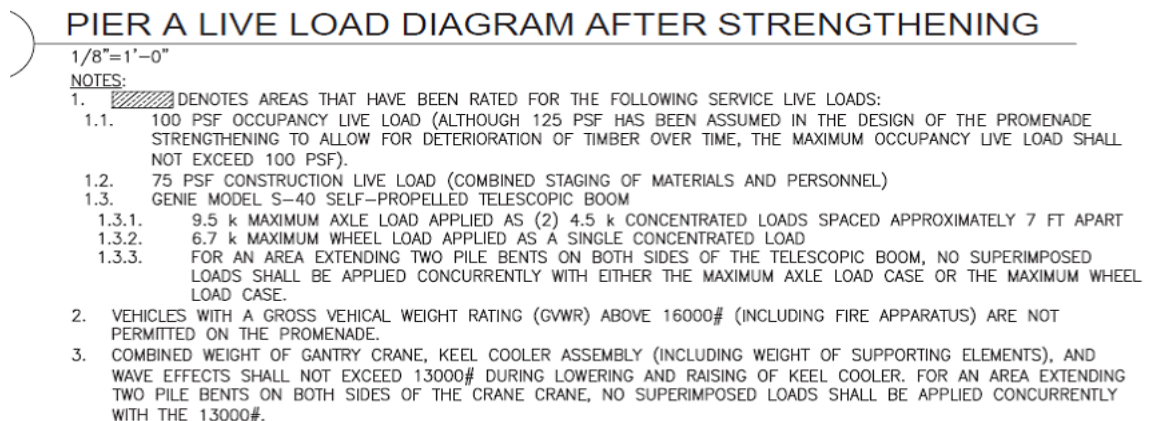 PIER A LIVE LOAD DIAGRAM AFTER STRENGTHENING
1/8"=1'-0"
NOTES:
1. DENOTES AREAS THAT HAVE BEEN RATED FOR THE FOLLOWING SERVICE LIVE LOADS:
1.1. 100 PSF OCCUPANCY LIVE LOAD (ALTHOUGH 125 PSF HAS BEEN ASSUMED IN THE DESIGN OF THE PROMENADE
STRENGTHENING TO ALLOW FOR DETERIORATION OF TIMBER OVER TIME, THE MAXIMUM OCCUPANCY LIVE LOAD SHALL
NOT EXCEED 100 PSF).
1.2. 75 PSF CONSTRUCTION LIVE LOAD (COMBINED STAGING OF MATERIALS AND PERSONNEL)
1.3. GENIE MODEL S-40 SELF-PROPELLED TELESCOPIC BOOM
1.3.1. 9.5 k MAXIMUM AXLE LOAD APPLIED AS (2) 4.5 k CONCENTRATED LOADS SPACED APPROXIMATELY 7 FT APART
1.3.2. 6.7 k MAXIMUM WHEEL LOAD APPLIED AS A SINGLE CONCENTRATED LOAD
1.3.3. FOR AN AREA EXTENDING TWO PILE BENTS ON BOTH SIDES OF THE TELESCOPIC BOOM, NO SUPERIMPOSED
LOADS SHALL BE APPLIED CONCURRENTLY WITH EITHER THE MAXIMUM AXLE LOAD CASE OR THE MAXIMUM WHEEL
LOAD CASE.
2. VEHICLES WITH A GROSS VEHICAL WEIGHT RATING (GVWR) ABOVE 16000# (INCLUDING FIRE APPARATUS) ARE NOT
PERMITTED ON THE PROMENADE.
3. COMBINED WEIGHT OF GANTRY CRANE, KEEL COOLER ASSEMBLY (INCLUDING WEIGHT OF SUPPORTING ELEMENTS), AND
WAVE EFFECTS SHALL NOT EXCEED 13000# DURING LOWERING AND RAISING OF KEEL COOLER. FOR AN AREA EXTENDING
TWO PILE BENTS ON BOTH SIDES OF THE CRANE CRANE, NO SUPERIMPOSED LOADS SHALL BE APPLIED CONCURRENTLY
WITH THE 13000#.